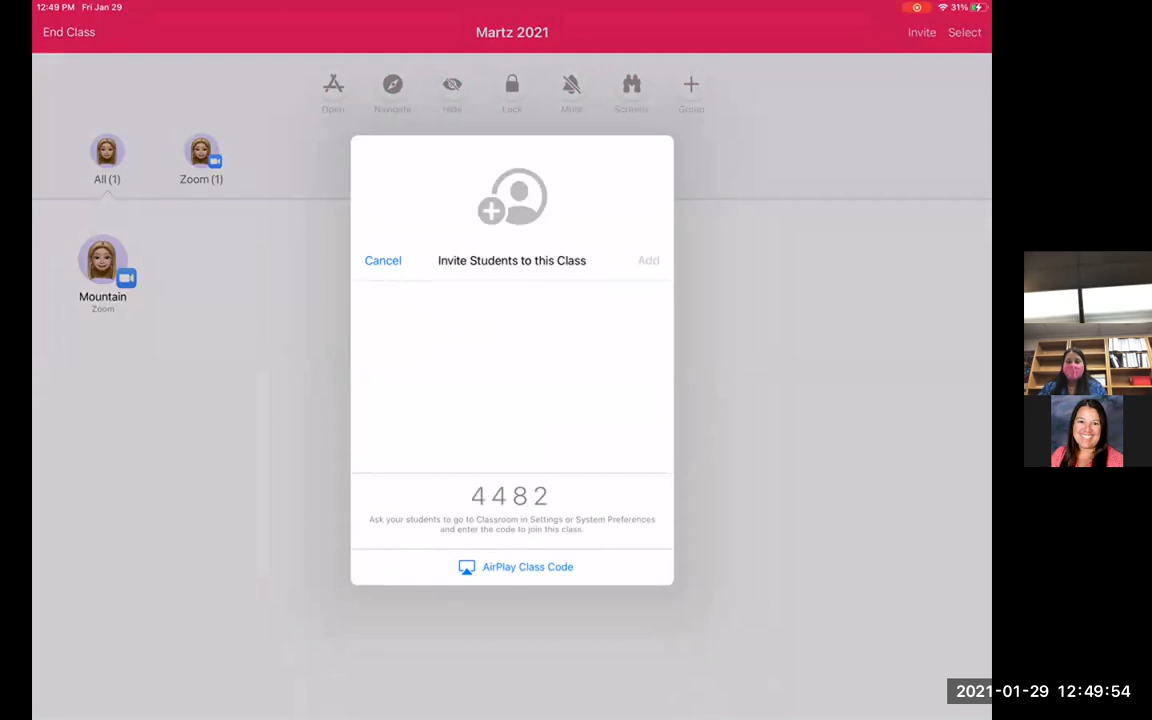 12:49 PM Fri Jan 29
31%
End Class
Martz 2021
Invite Select
Open Navigate Hide Lock Mute Screens Group
All (1) Zoom (1)
Mountain
Zoom
Cancel Invite Students to this Class Add
4482
Ask your students to go to Classroom in Settings or System Preferences
and enter the code to join this class.
AirPlay Class Code
2021-01-29 12:49:54